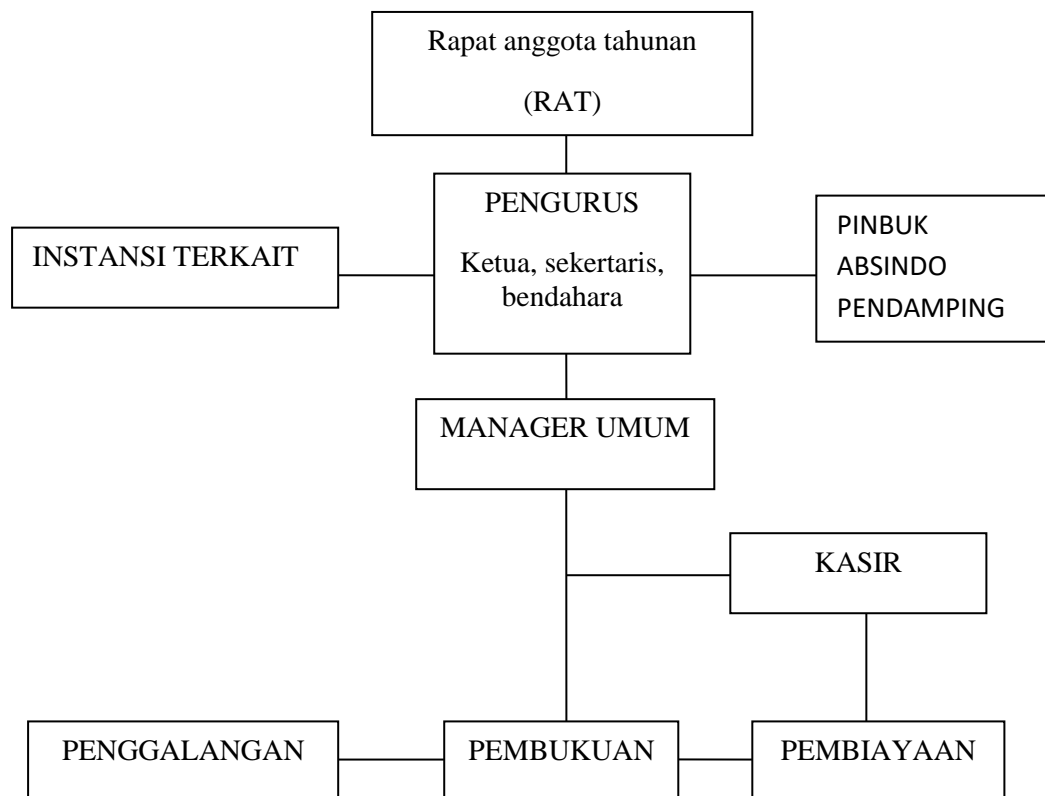 Rapat anggota tahunan
(RAT)
PENGURUS
Ketua, sekertaris,
bendahara
INSTANSI TERKAIT
PINBUK
ABSINDO
PENDAMPING
MANAGER UMUM
KASIR
PENGGALANGAN
PEMBUKUAN
PEMBIAYAAN